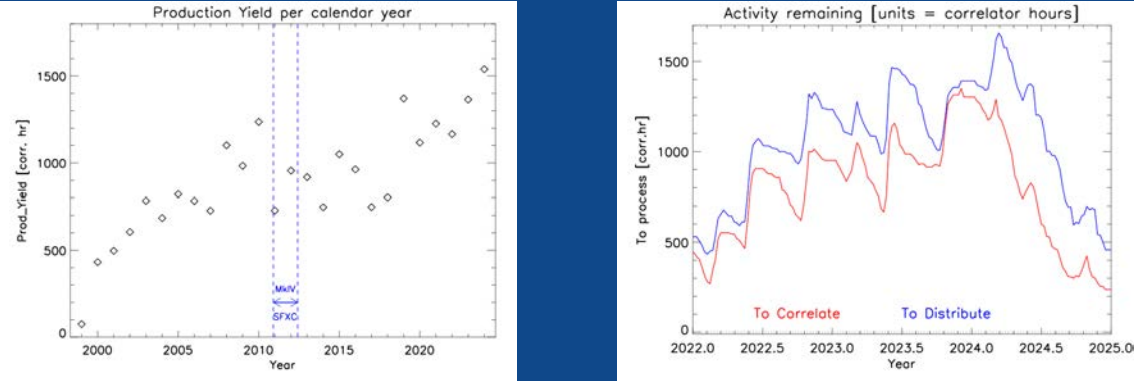 Production Yield per calendar year
Prod_Yield [corr. hr]
1500
1000
500
0
MkIV
SFXC
2000 2005 2010 2015 2020
Year
Activity remaining [units = correlator hours]
To process [corr.hr]
1500
1000
500
0
To Correlate To Distribute
2022.0 2022.5 2023.0 2023.5 2024.0 2024.5 2025.0
Year